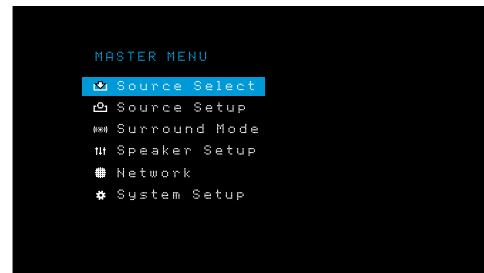 MASTER MENU
Source Select
Source Setup
Surround Mode
Speaker Setup
Network
System Setup